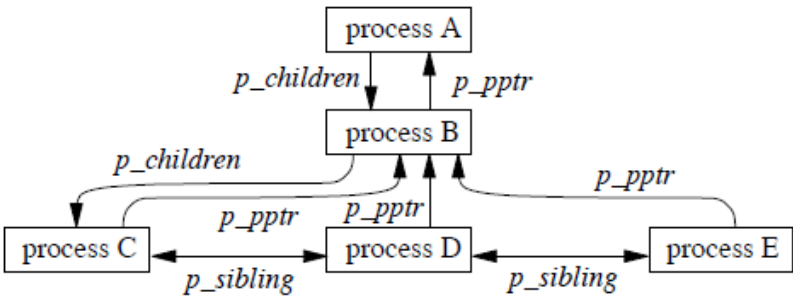 process A
p_children
p_pptr
process B
p_children
p_pptr
p_pptr
p_pptr
process C
process D
process E
p_sibling
p_sibling